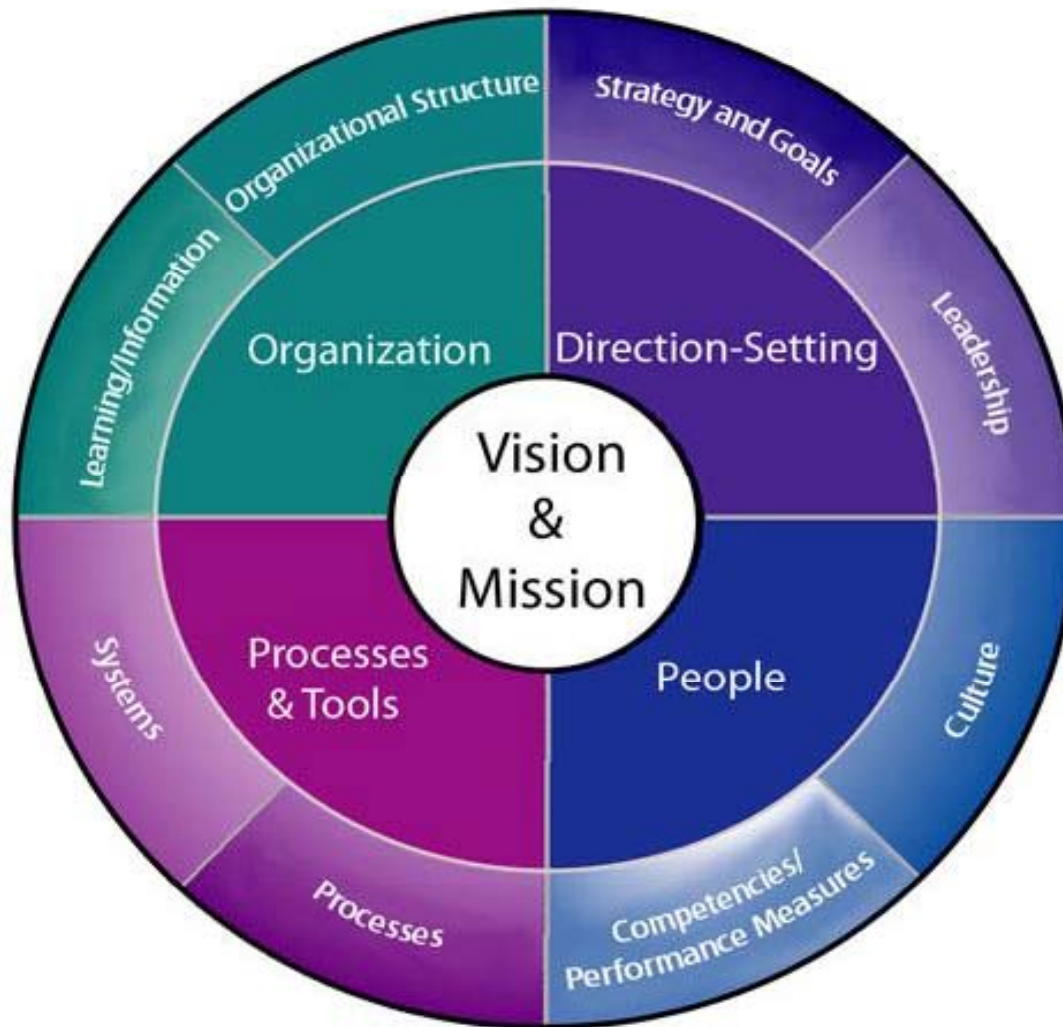 Organizational Structure
Strategy and Goals
Learning/Information
Leadership
Organization
Direction-Setting
Vision
&
Mission
Processes
& Tools
People
Systems
Culture
Processes
Competencies/
Performance Measures